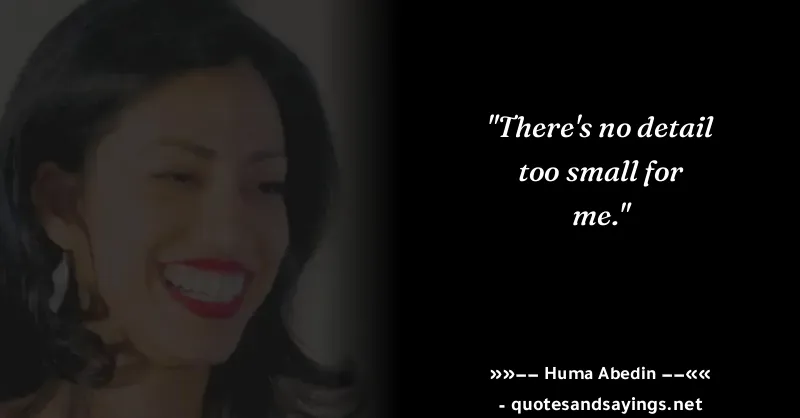 "There's no detail
too small for
me."
»»−− Huma Abedin −−««
- quotesandsayings.net